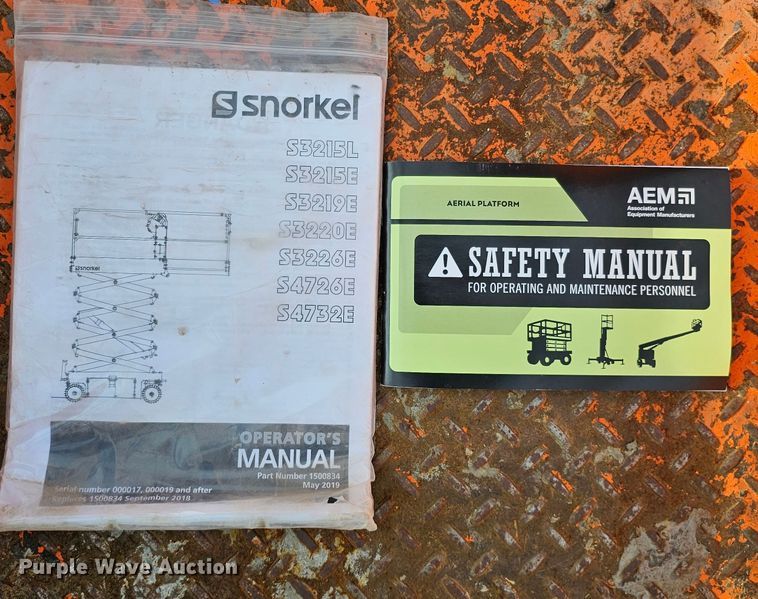 snorkel
S3215L
S3215E
S3219E
S3220E
S3226E
S4726E
S4732E
snorkel
OPERATOR'S
MANUAL
Part Number 1500834
May 2019
Serial number 000017, 000019 and after
Replaces 1500834 September 2018
AERIAL PLATFORM
AEM
Association of
Equipment Manufacturers
SAFETY MANUAL
FOR OPERATING AND MAINTENANCE PERSONNEL
Purple Wave Auction